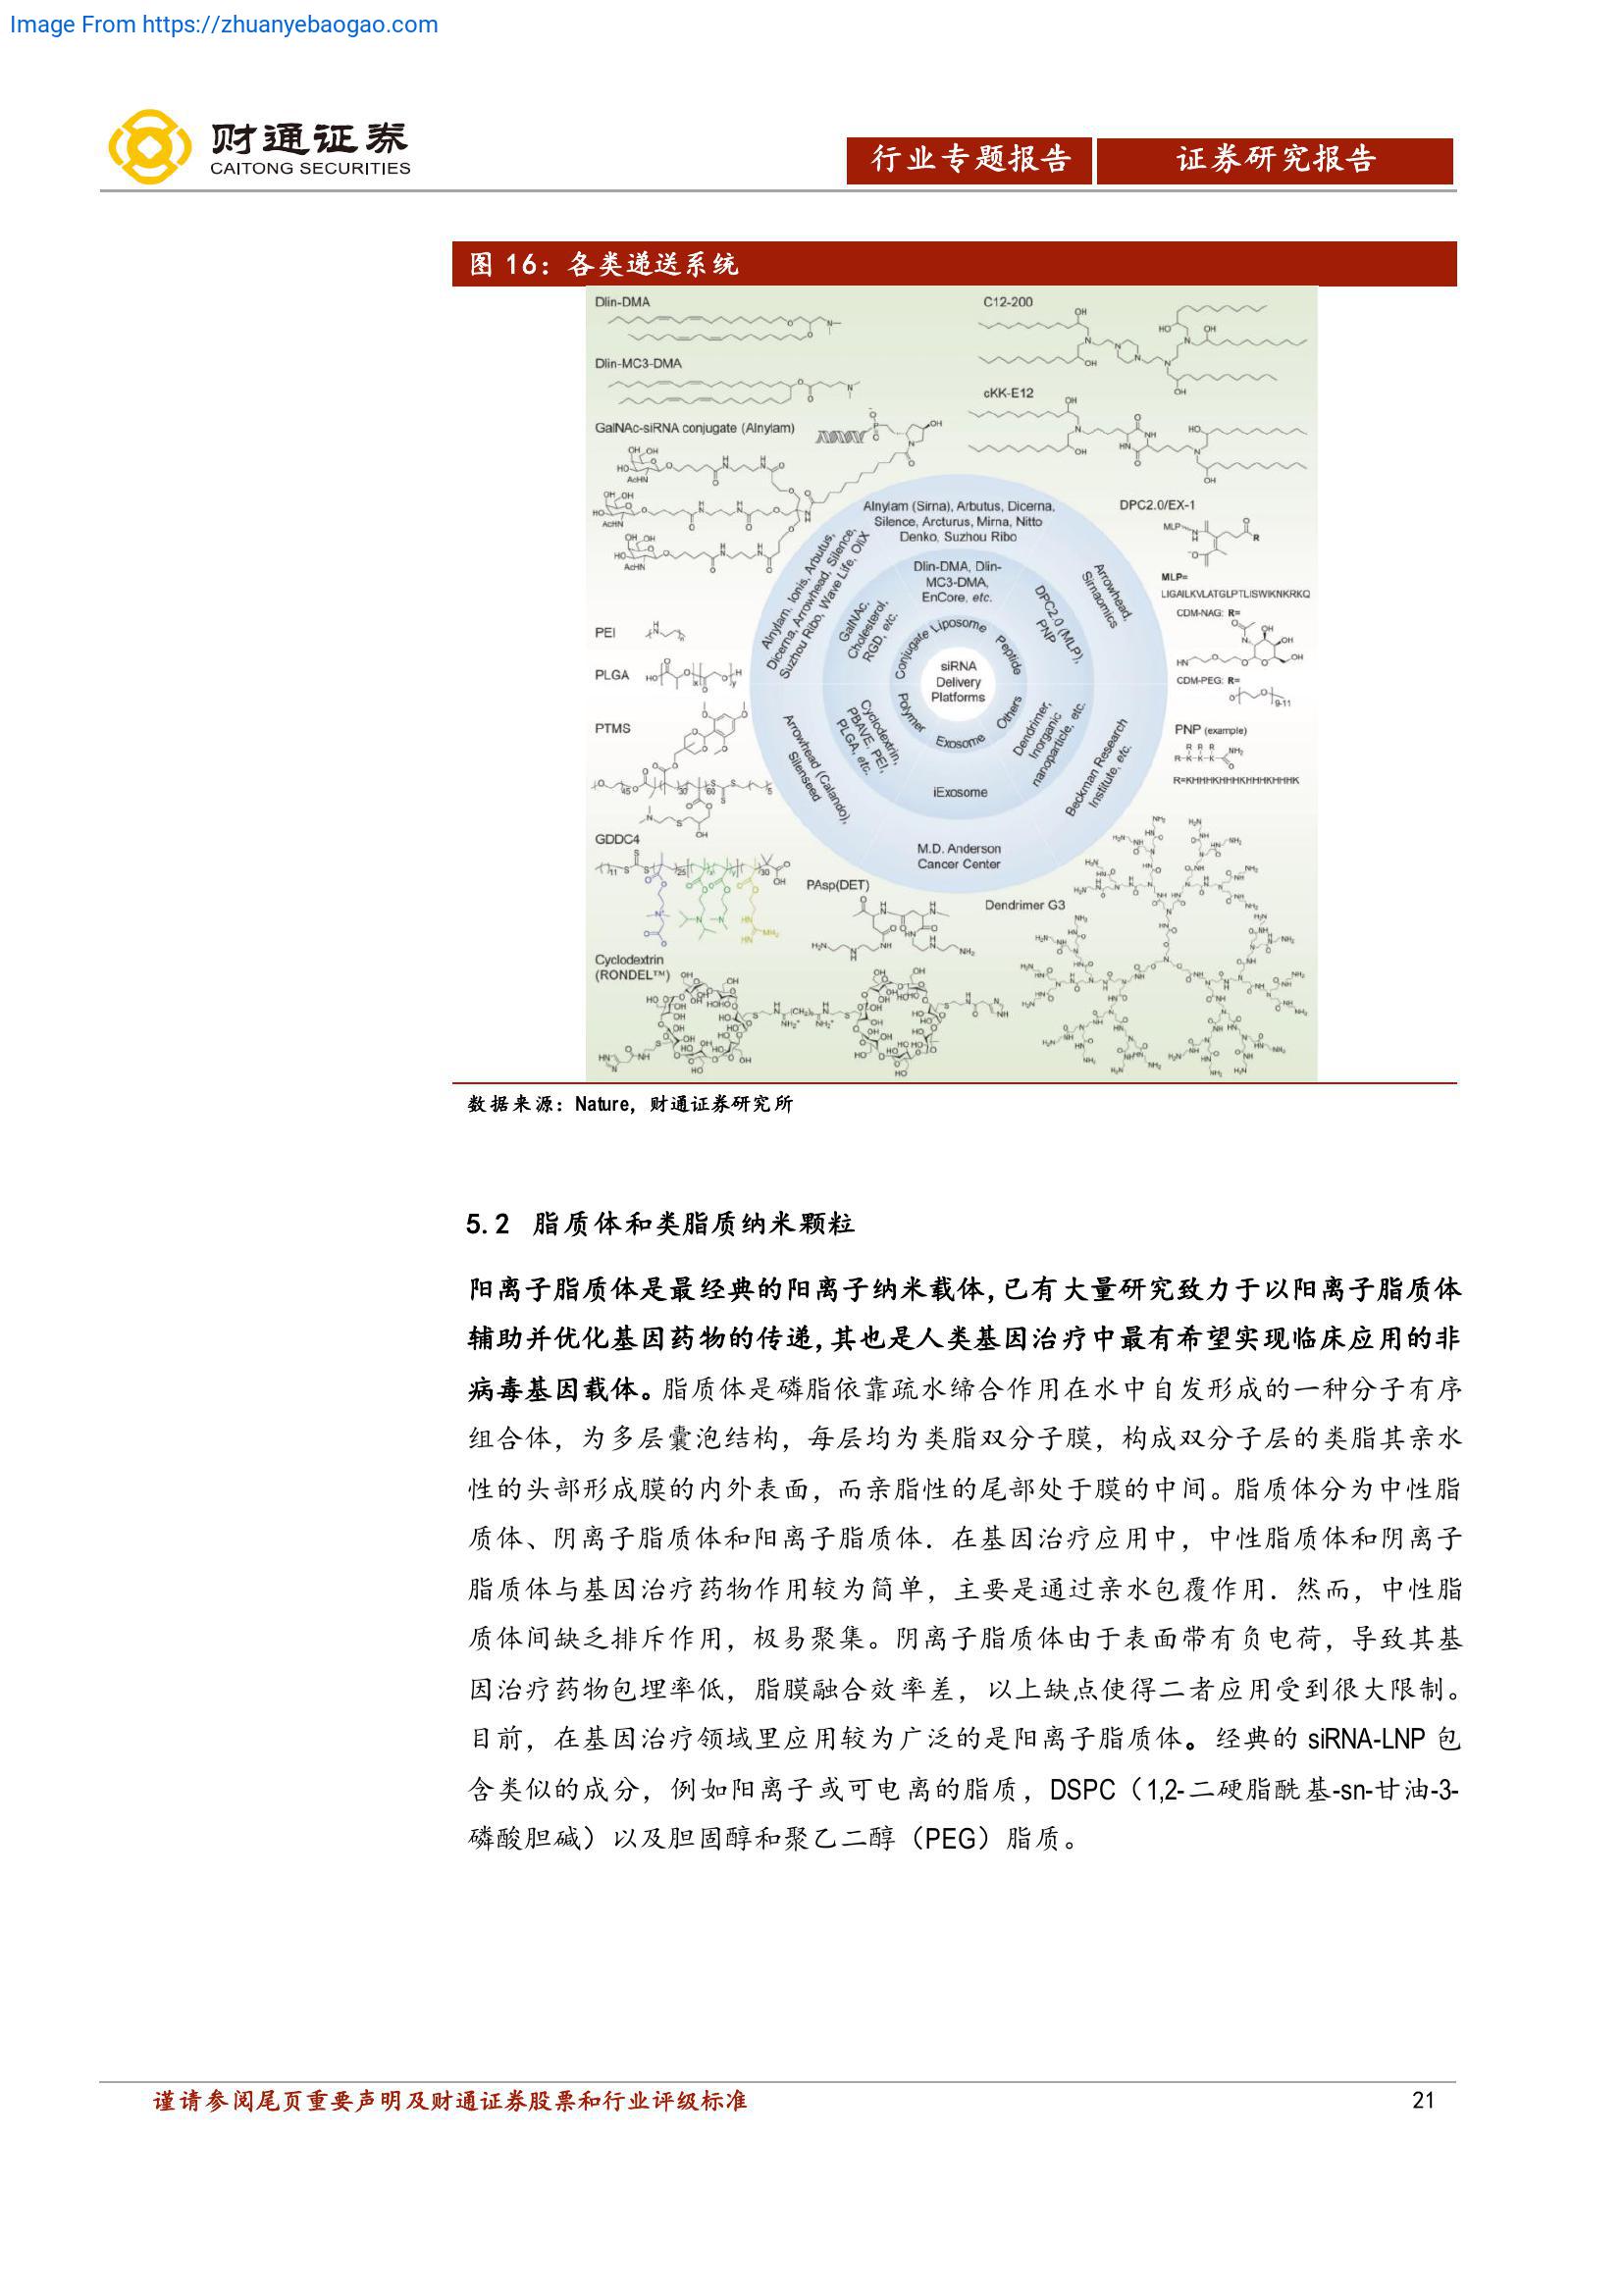 Image From https://zhuanyebaogao.com
财通证券
CAITONG SECURITIES
行业专题报告
证券研究报告
图 16：各类递送系统
Dlin-DMA
C12-200
Dlin-MC3-DMA
cKK-E12
GalNAc-siRNA conjugate (Alnylam)
DPC2.0/EX-1
MLP=
LIGAILKVLATGLPTLISWIKNKRKQ
CDM-NAG: R=
CDM-PEG: R=
PNP (example)
R=KHHHKHHHKHHHKHHHK
PEI
PLGA
PTMS
GDDC4
PAsp(DET)
Dendrimer G3
Cyclodextrin
(RONDEL™)
siRNA
Delivery
Platforms
Liposome
Peptide
Others
Exosome
Polymer
Conjugate
Dlin-DMA, Dlin-
MC3-DMA,
EnCore, etc.
DPC2.0 (MLP),
PNP
Dendrimer,
Inorganic
nanoparticle, etc.
iExosome
Cyclodextrin,
PBAVE, PEI,
PLGA, etc.
GalNAc,
Cholesterol,
RGD, etc.
Alnylam (Sirna), Arbutus, Dicerna,
Silence, Arcturus, Mirna, Nitto
Denko, Suzhou Ribo
Arrowhead,
Sirnaomics
Beckman Research
Institute, etc.
M.D. Anderson
Cancer Center
Arrowhead (Calando),
Silenseed
Alnylam, Ionis, Arbutus,
Dicerna, Arrowhead, Silence,
Suzhou Ribo, Wave Life, OliX
数据来源：Nature，财通证券研究所
5.2 脂质体和类脂质纳米颗粒
阳离子脂质体是最经典的阳离子纳米载体，已有大量研究致力于以阳离子脂质体
辅助并优化基因药物的传递，其也是人类基因治疗中最有希望实现临床应用的非
病毒基因载体。脂质体是磷脂依靠疏水缔合作用在水中自发形成的一种分子有序
组合体，为多层囊泡结构，每层均为类脂双分子膜，构成双分子层的类脂其亲水
性的头部形成膜的内外表面，而亲脂性的尾部处于膜的中间。脂质体分为中性脂
质体、阴离子脂质体和阳离子脂质体．在基因治疗应用中，中性脂质体和阴离子
脂质体与基因治疗药物作用较为简单，主要是通过亲水包覆作用．然而，中性脂
质体间缺乏排斥作用，极易聚集。阴离子脂质体由于表面带有负电荷，导致其基
因治疗药物包埋率低，脂膜融合效率差，以上缺点使得二者应用受到很大限制。
目前，在基因治疗领域里应用较为广泛的是阳离子脂质体。经典的 siRNA-LNP 包
含类似的成分，例如阳离子或可电离的脂质，DSPC（1,2-二硬脂酰基-sn-甘油-3-
磷酸胆碱）以及胆固醇和聚乙二醇（PEG）脂质。
谨请参阅尾页重要声明及财通证券股票和行业评级标准
21